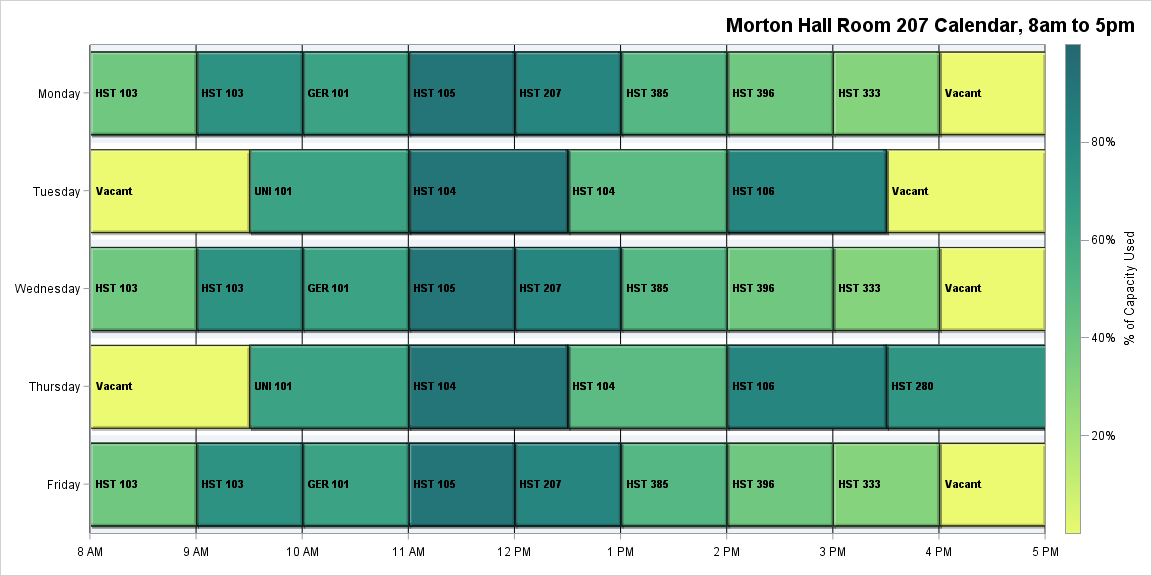 Morton Hall Room 207 Calendar, 8am to 5pm
Monday
HST 103
HST 103
GER 101
HST 105
HST 207
HST 385
HST 396
HST 333
Vacant
Tuesday
Vacant
UNI 101
HST 104
HST 104
HST 106
Vacant
Wednesday
HST 103
HST 103
GER 101
HST 105
HST 207
HST 385
HST 396
HST 333
Vacant
Thursday
Vacant
UNI 101
HST 104
HST 104
HST 106
HST 280
Friday
HST 103
HST 103
GER 101
HST 105
HST 207
HST 385
HST 396
HST 333
Vacant
8 AM
9 AM
10 AM
11 AM
12 PM
1 PM
2 PM
3 PM
4 PM
5 PM
80%
60%
40%
20%
% of Capacity Used